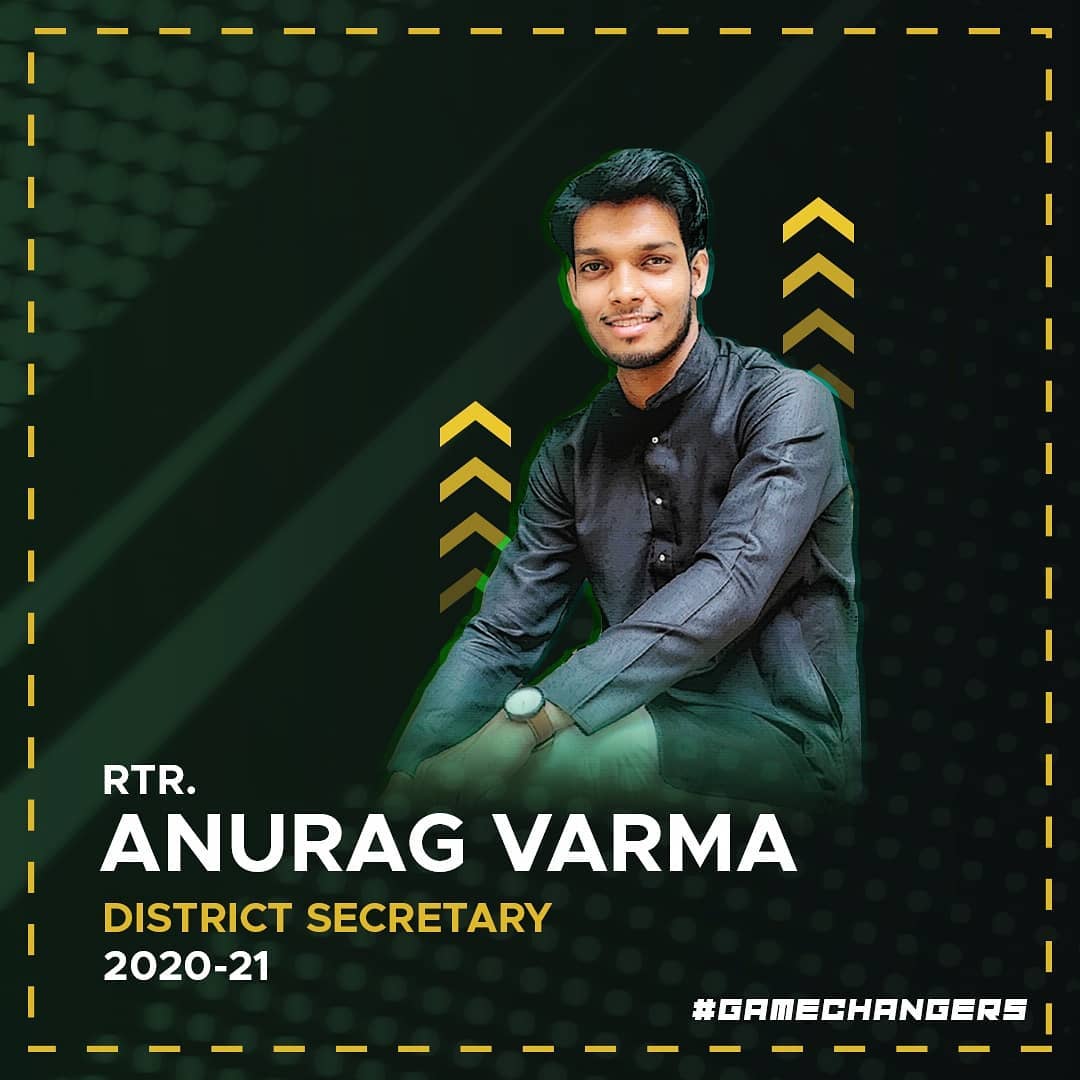 RTR.
ANURAG VARMA
DISTRICT SECRETARY
2020-21
#GAMECHANGERS